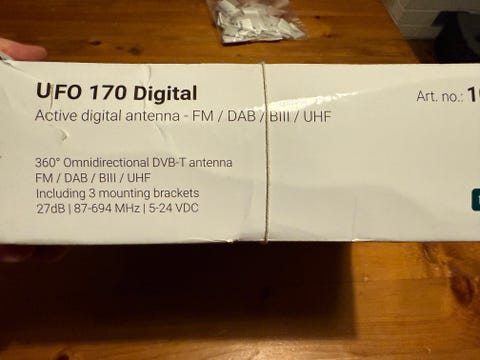 UFO 170 Digital
Active digital antenna - FM / DAB / BIII / UHF
Art. no.:
360° Omnidirectional DVB-T antenna
FM / DAB / BIII / UHF
Including 3 mounting brackets
27dB | 87-694 MHz | 5-24 VDC